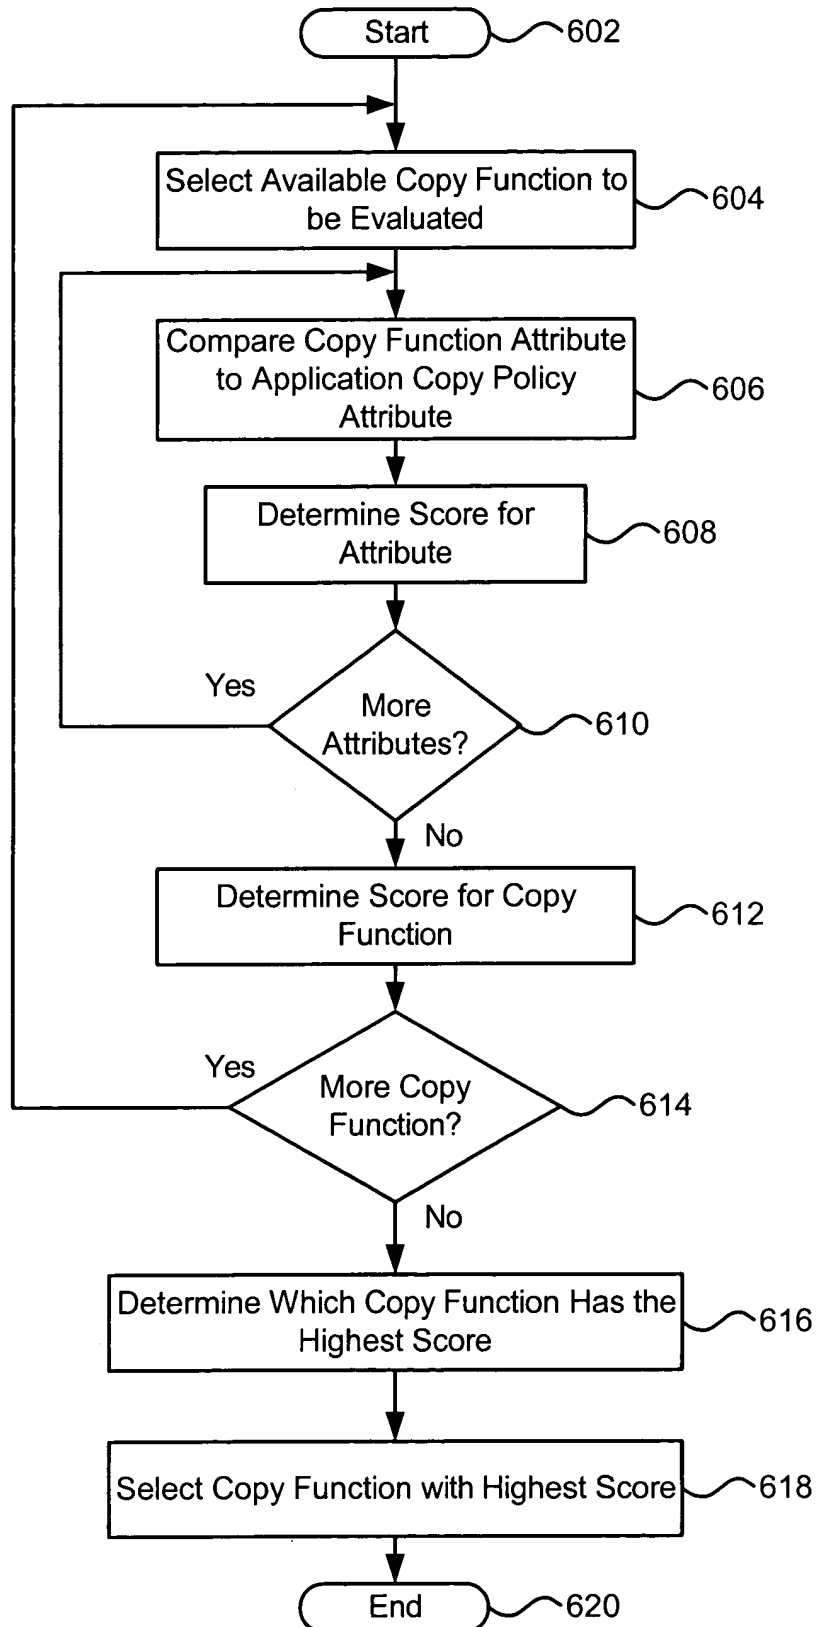 Start
602
Select Available Copy Function to
be Evaluated
604
Compare Copy Function Attribute
to Application Copy Policy
Attribute
606
Determine Score for
Attribute
608
Yes
More
Attributes?
610
No
Determine Score for Copy
Function
612
Yes
More Copy
Function?
614
No
Determine Which Copy Function Has the
Highest Score
616
Select Copy Function with Highest Score
618
End
620